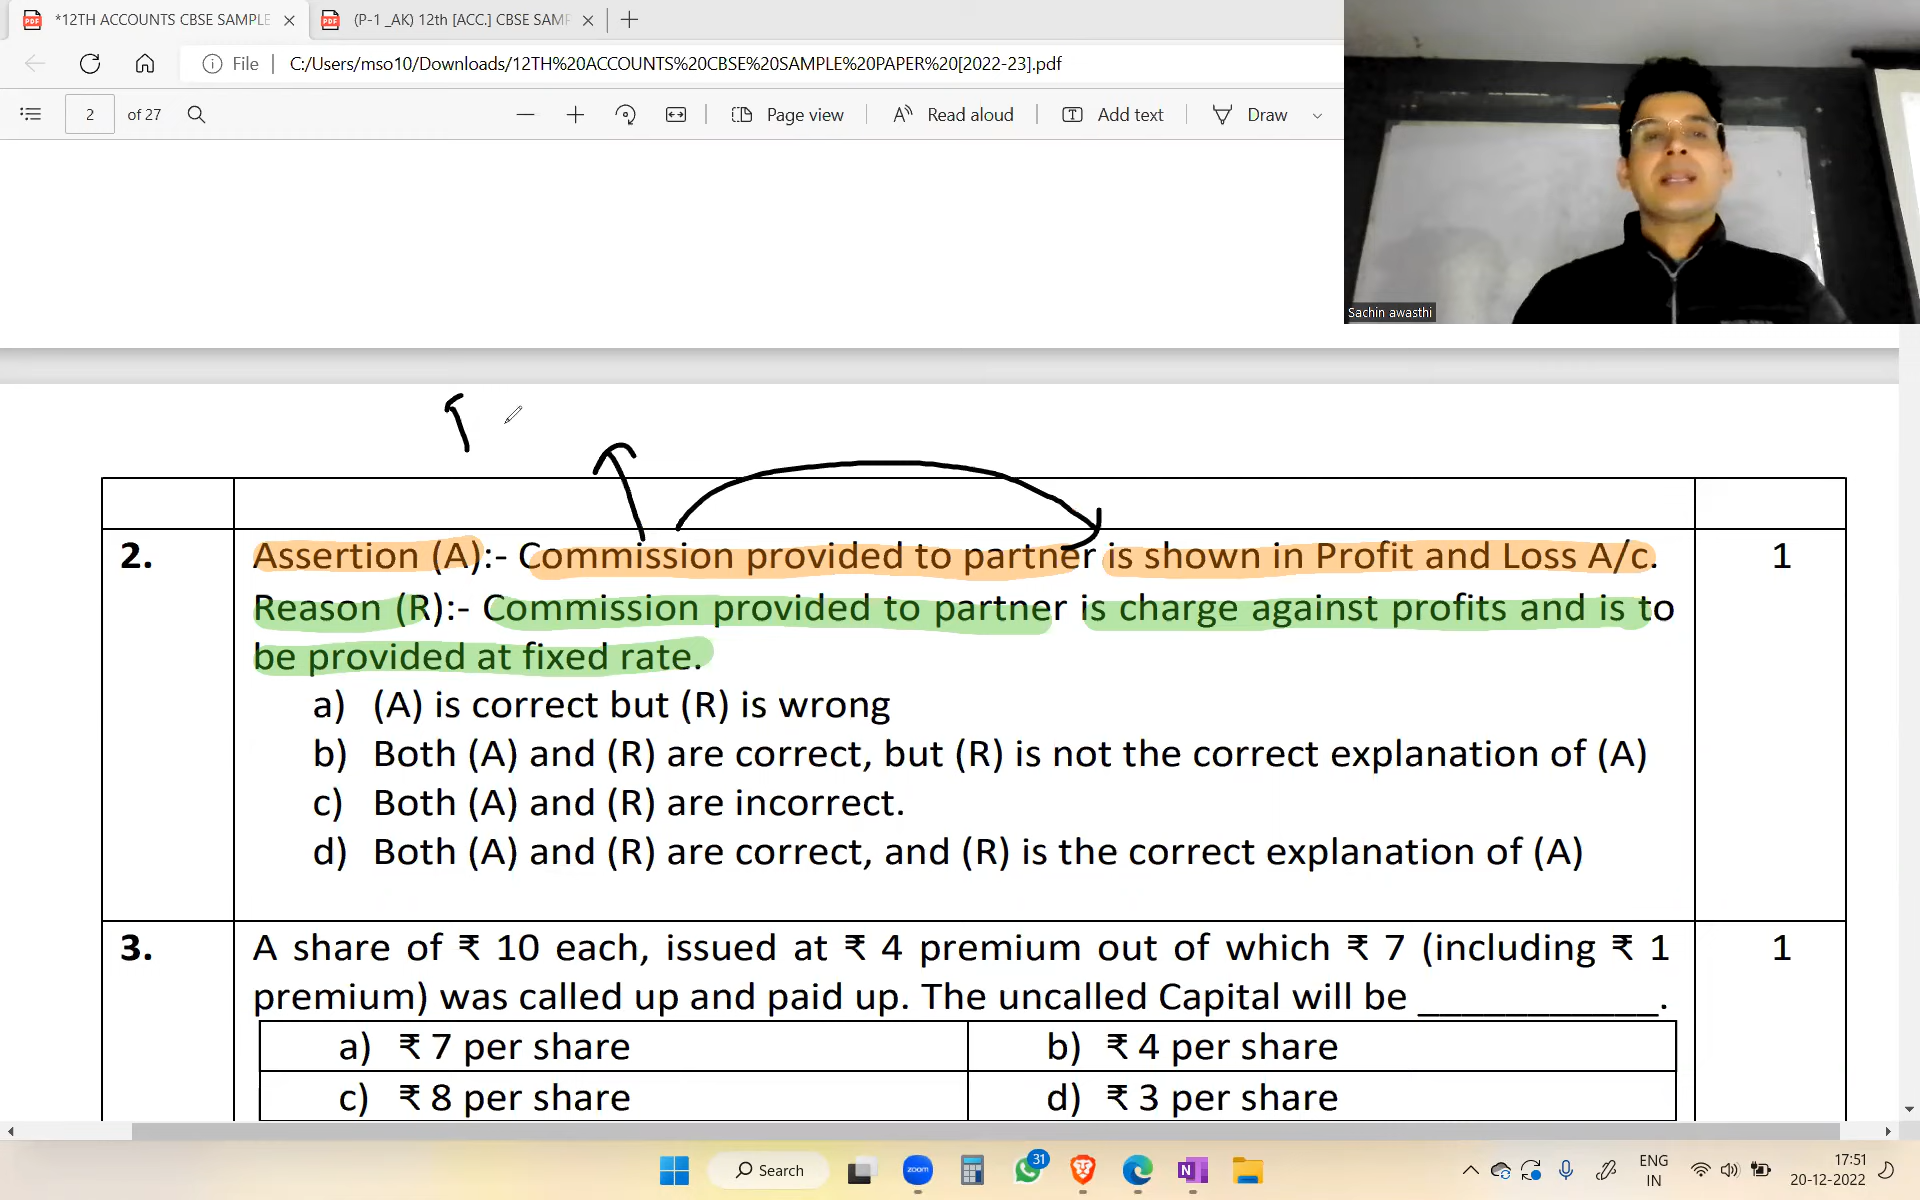 *12TH ACCOUNTS CBSE SAMPLE
(P-1 _AK) 12th [ACC.] CBSE SAMP
File
C:/Users/mso10/Downloads/12TH%20ACCOUNTS%20CBSE%20SAMPLE%20PAPER%20[2022-23].pdf
2 of 27
Page view
Read aloud
Add text
Draw
Sachin awasthi
2. Assertion (A):- Commission provided to partner is shown in Profit and Loss A/c. 1
Reason (R):- Commission provided to partner is charge against profits and is to
be provided at fixed rate.
a) (A) is correct but (R) is wrong
b) Both (A) and (R) are correct, but (R) is not the correct explanation of (A)
c) Both (A) and (R) are incorrect.
d) Both (A) and (R) are correct, and (R) is the correct explanation of (A)
3. A share of ₹ 10 each, issued at ₹ 4 premium out of which ₹ 7 (including ₹ 1 1
premium) was called up and paid up. The uncalled Capital will be ___________.
a) ₹ 7 per share b) ₹ 4 per share
c) ₹ 8 per share d) ₹ 3 per share
Search
zoom
31
N
ENG
IN
17:51
20-12-2022